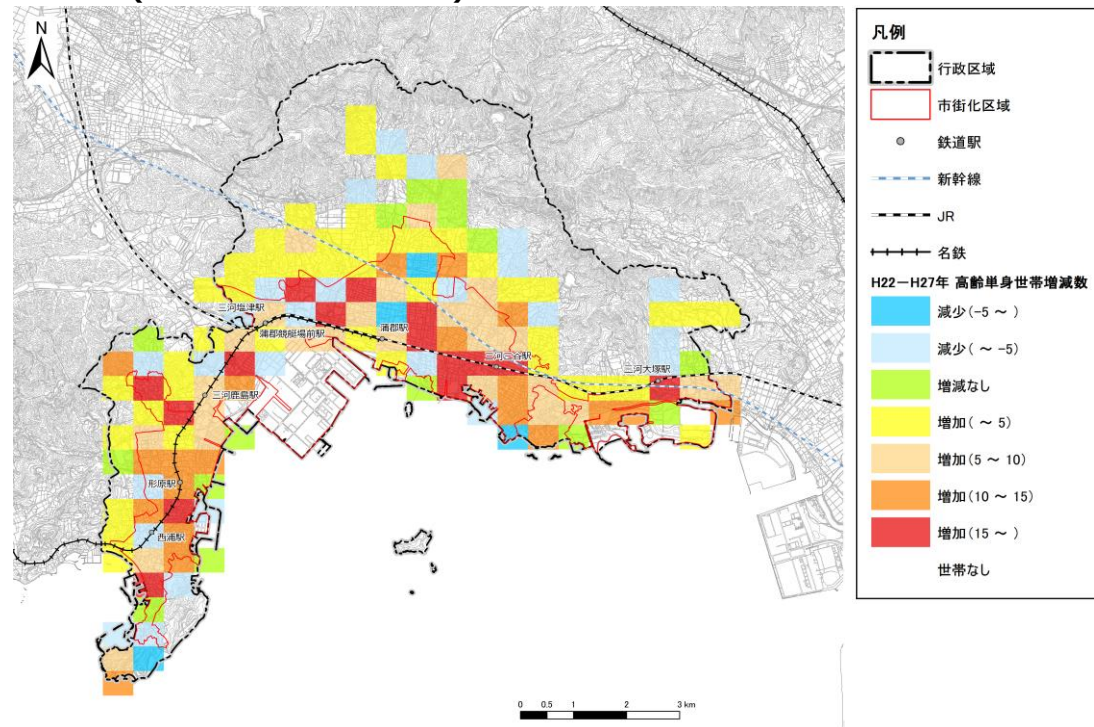 N
三河塩津駅
蒲郡競艇場前駅
蒲郡駅
三河三谷駅
三河大塚駅
三河鹿島駅
形原駅
西浦駅
0 0.5 1 2 3 km
凡例
行政区域
市街化区域
鉄道駅
新幹線
JR
名鉄
H22-H27年 高齢単身世帯増減数
減少(-5 ~ )
減少( ~ -5)
増減なし
増加( ~ 5)
増加(5 ~ 10)
増加(10 ~ 15)
増加(15 ~ )
世帯なし